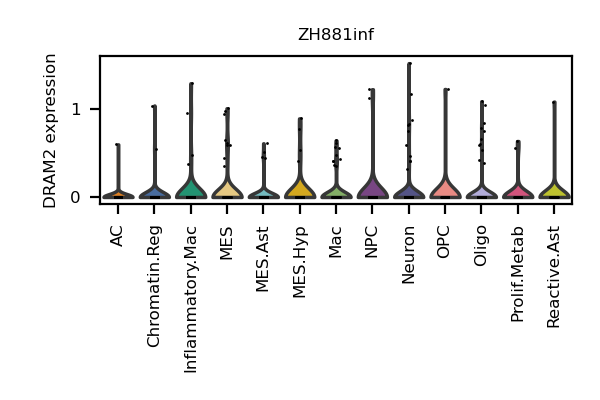 ZH881inf
DRAM2 expression
1
0
AC
Chromatin.Reg
Inflammatory.Mac
MES
MES.Ast
MES.Hyp
Mac
NPC
Neuron
OPC
Oligo
Prolif.Metab
Reactive.Ast